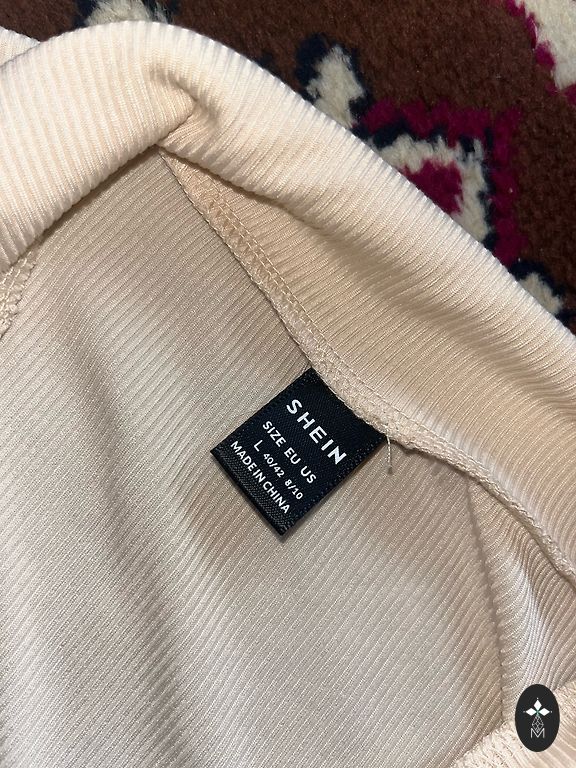 SHEIN
SIZE EU US
L 40/42 8/10
MADE IN CHINA
M